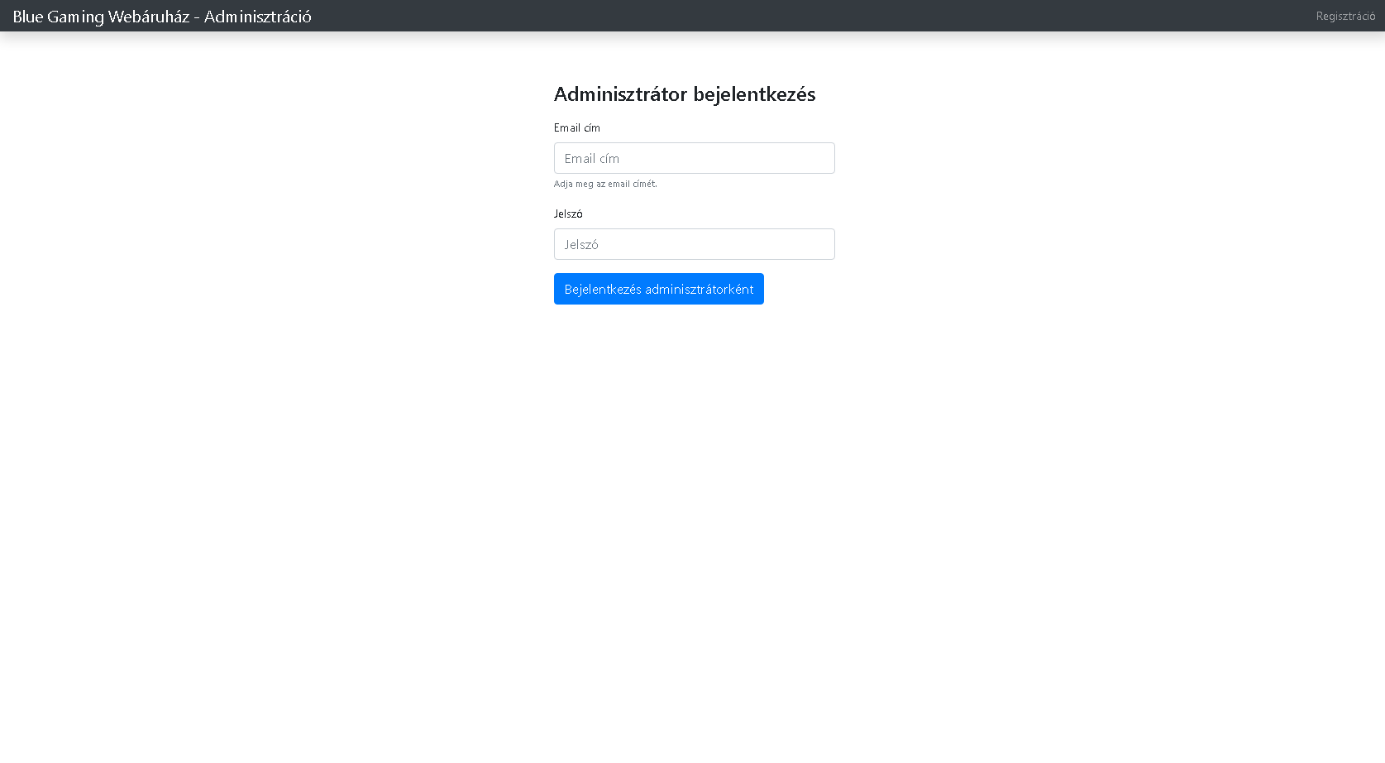 Blue Gaming Webáruház - Adminisztráció
Regisztráció
Adminisztrátor bejelentkezés
Email cím
Email cím
Adja meg az email címét.
Jelszó
Jelszó
Bejelentkezés adminisztrátorként